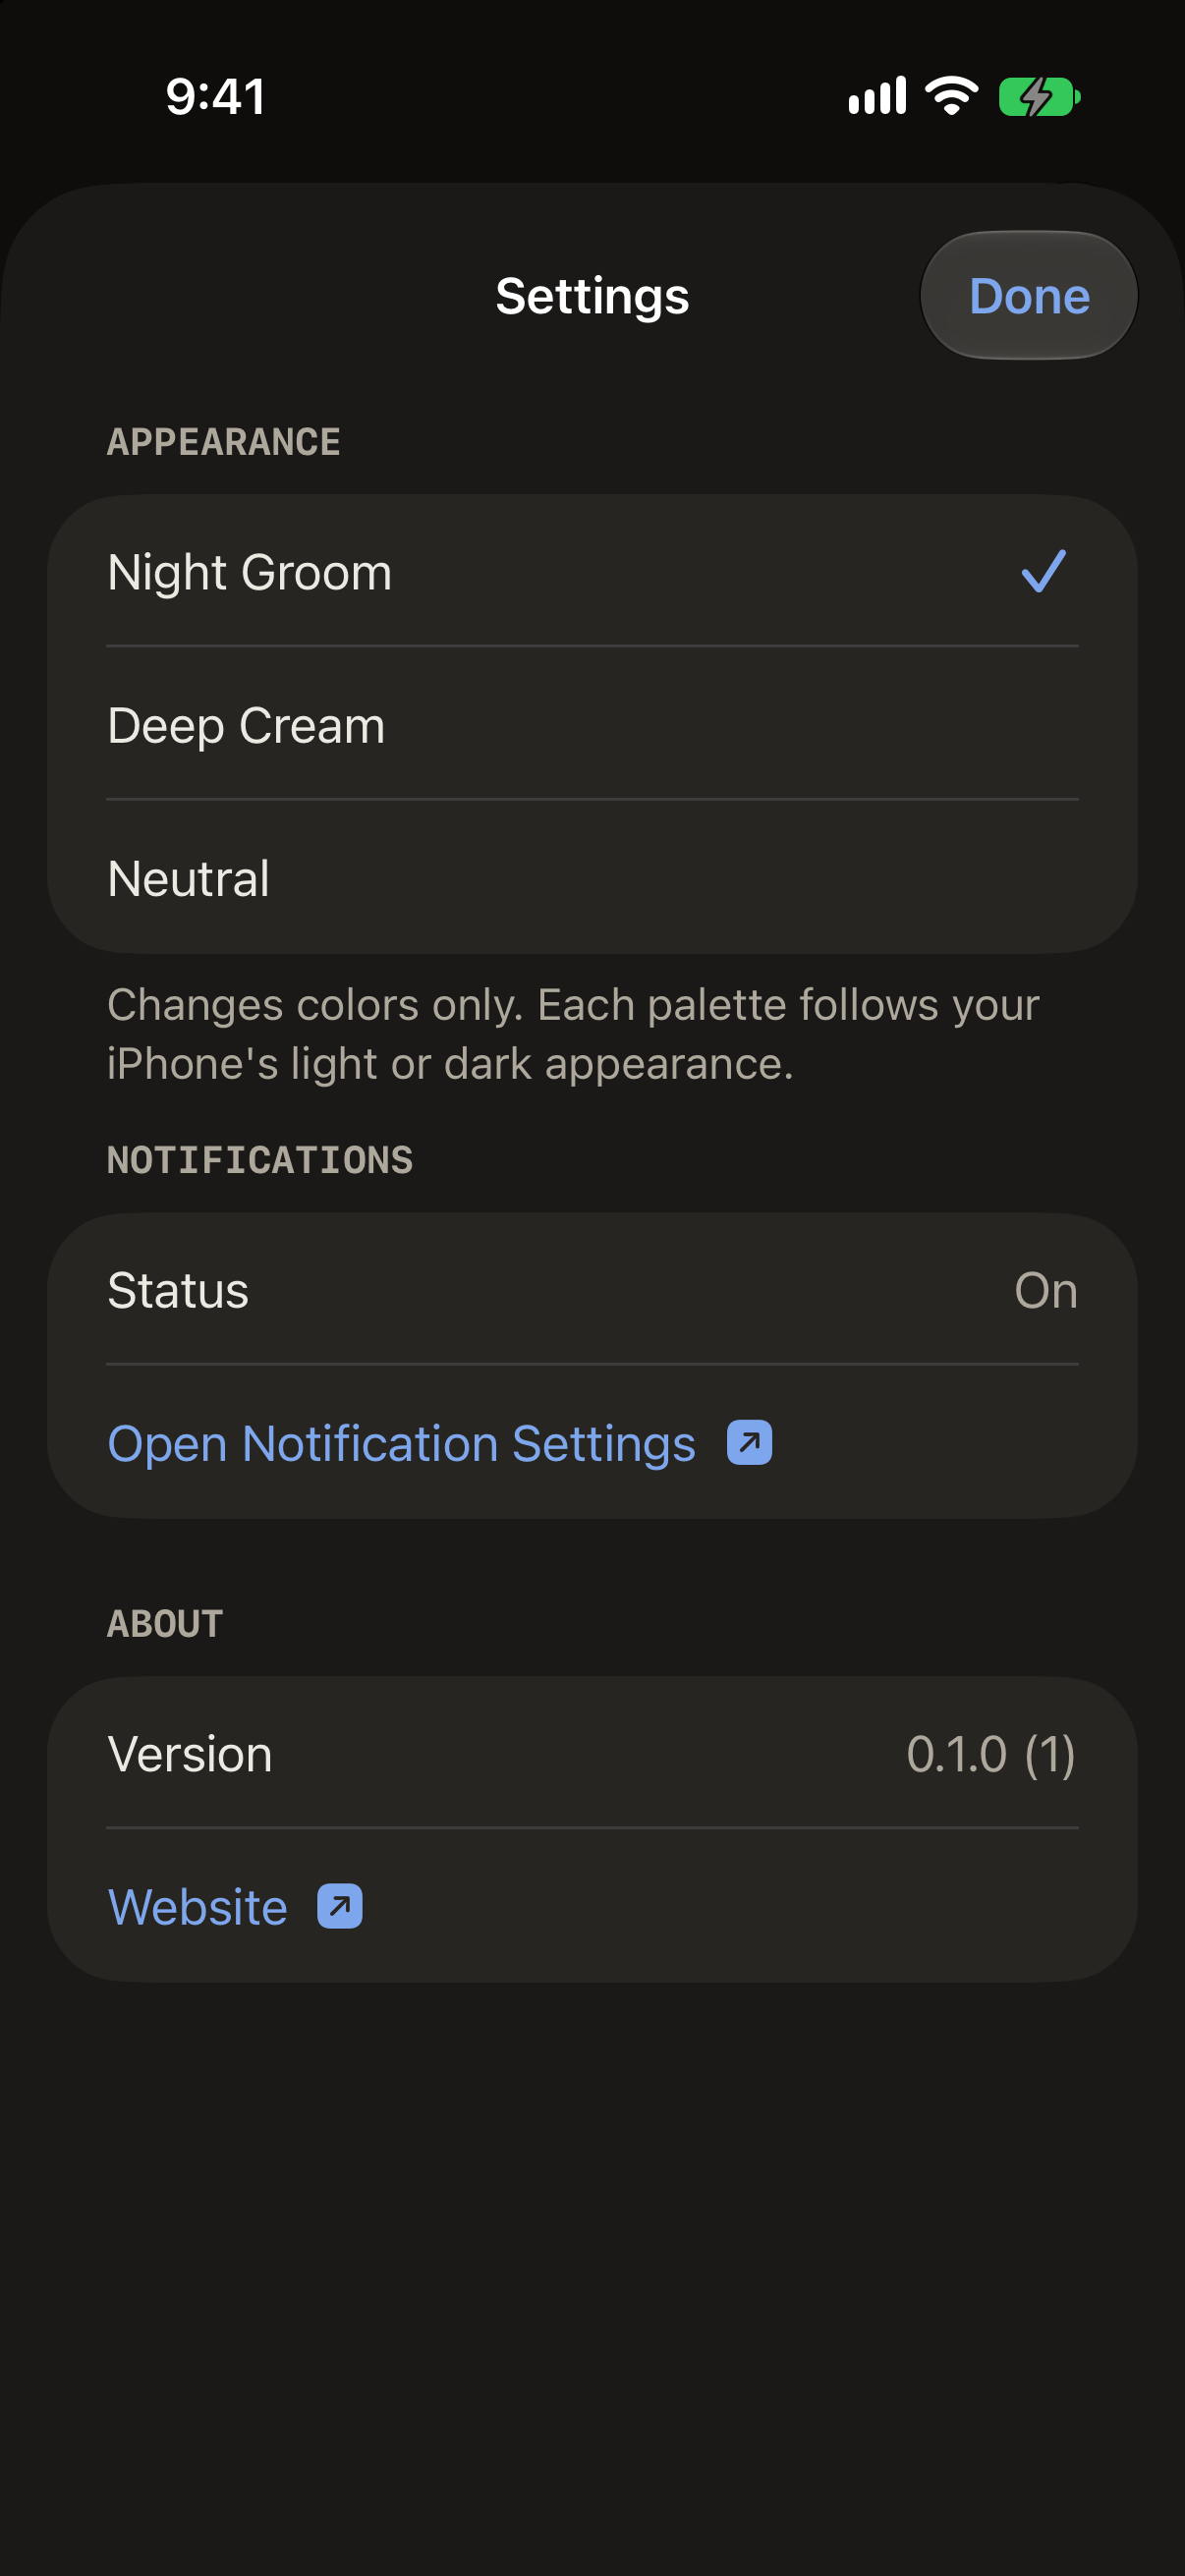 9:41
Settings
Done
APPEARANCE
Night Groom
Deep Cream
Neutral
Changes colors only. Each palette follows your
iPhone's light or dark appearance.
NOTIFICATIONS
Status On
Open Notification Settings
ABOUT
Version 0.1.0 (1)
Website